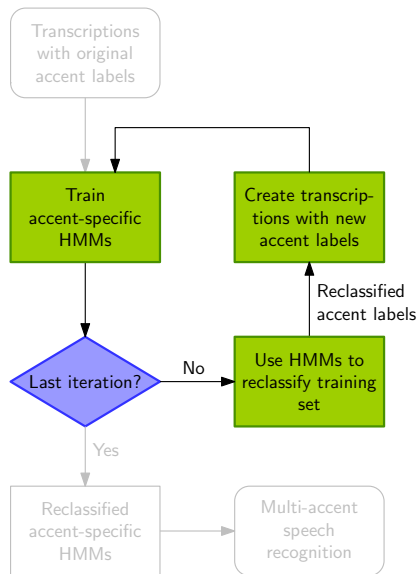 Transcriptions
with original
accent labels
Train
accent-specific
HMMs
Create transcrip-
tions with new
accent labels
Reclassified
accent labels
Last iteration?
No
Use HMMs to
reclassify training
set
Yes
Reclassified
accent-specific
HMMs
Multi-accent
speech
recognition